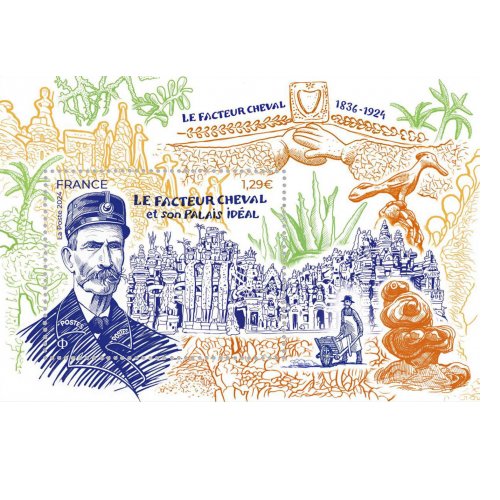 LE FACTEUR CHEVAL
1836-1924
FRANCE
1,29€
La Poste 2024
LE FACTEUR CHEVAL
et son PALAIS IDÉAL
POSTES
POSTES